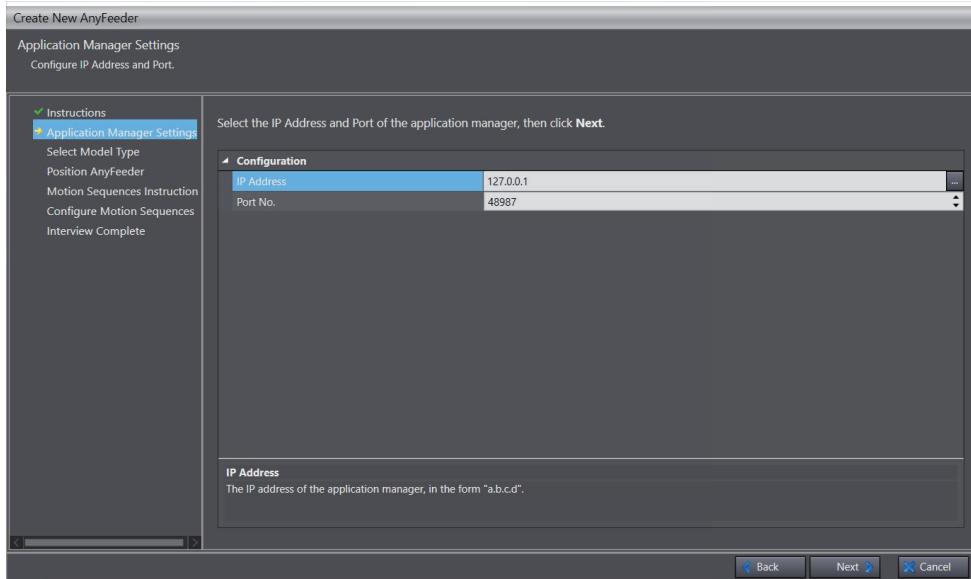 Create New AnyFeeder
Application Manager Settings
Configure IP Address and Port.
Instructions
Application Manager Settings
Select Model Type
Position AnyFeeder
Motion Sequences Instruction
Configure Motion Sequences
Interview Complete
Select the IP Address and Port of the application manager, then click Next.
Configuration
IP Address 127.0.0.1 ...
Port No. 48987
IP Address
The IP address of the application manager, in the form "a.b.c.d".
Back Next Cancel